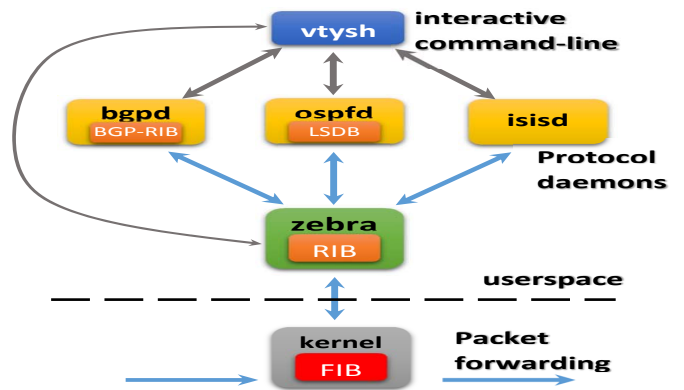 vtysh
interactive
command-line
bgpd
BGP-RIB
ospfd
LSDB
isisd
Protocol
daemons
zebra
RIB
userspace
kernel
FIB
Packet
forwarding